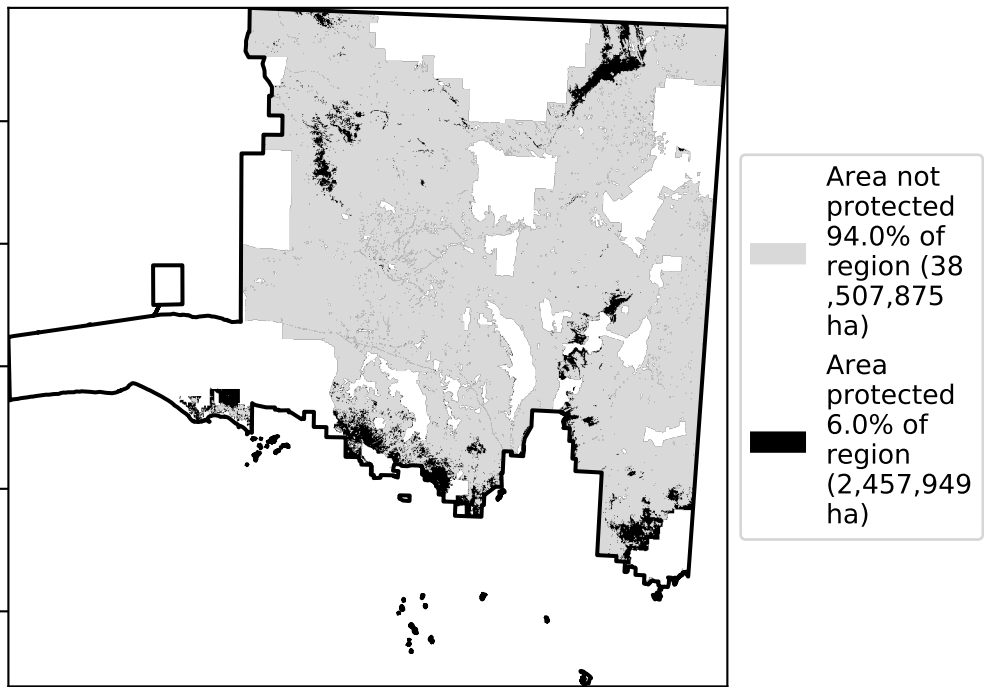 Area not
protected
94.0% of
region (38
,507,875
ha)
Area
protected
6.0% of
region
(2,457,949
ha)